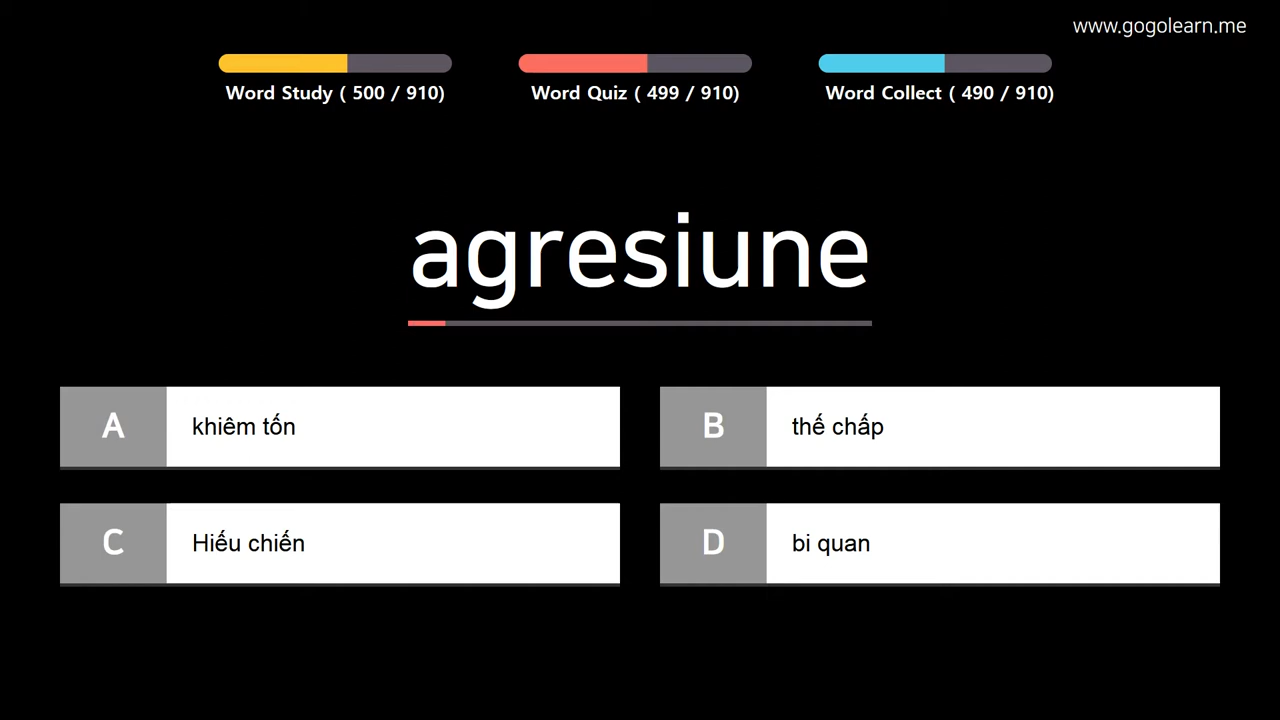 www.gogolearn.me
Word Study ( 500 / 910)
Word Quiz ( 499 / 910)
Word Collect ( 490 / 910)
agresiune
A khiêm tốn
B thế chấp
C Hiếu chiến
D bi quan